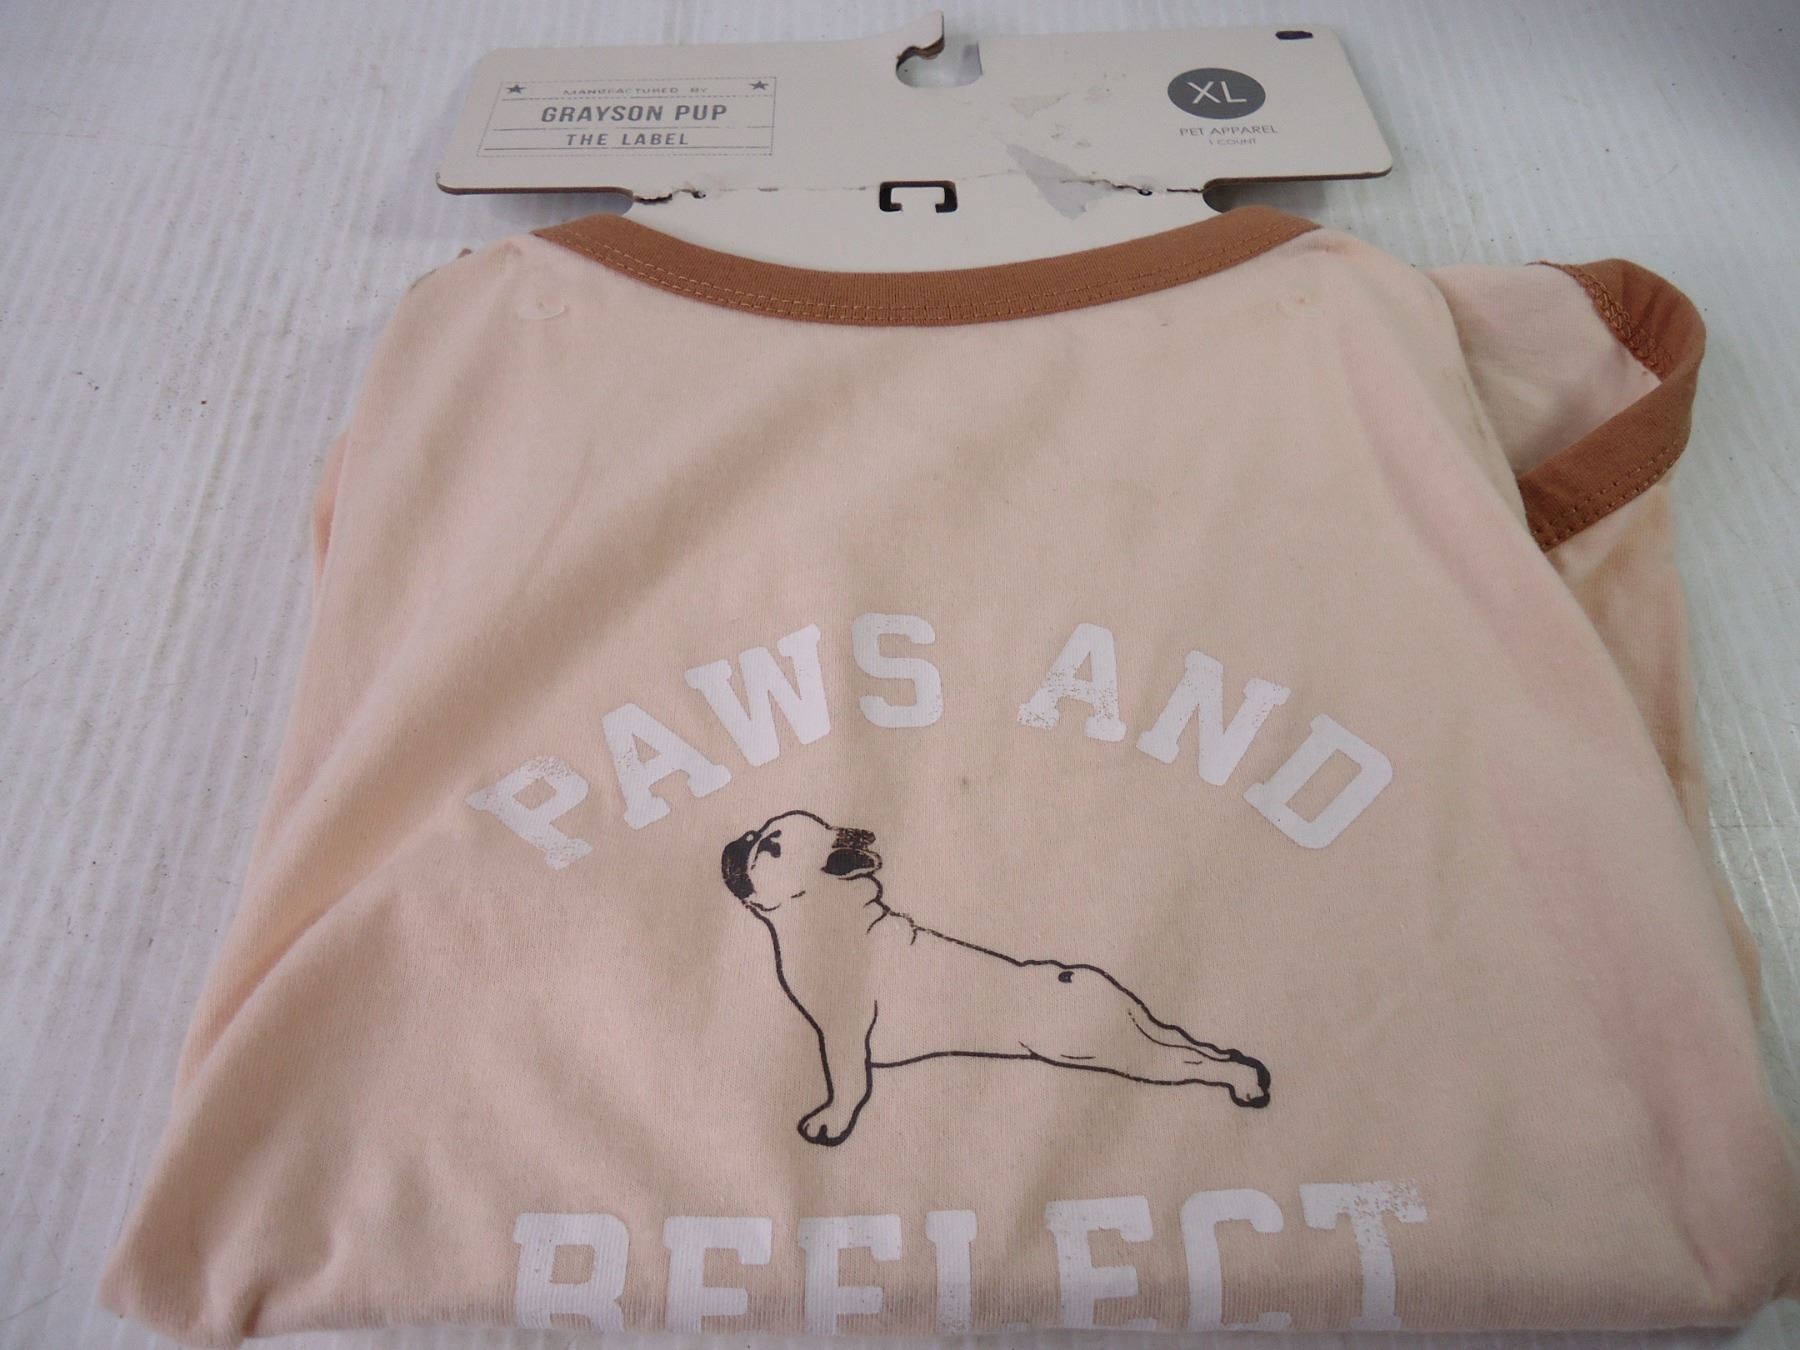 MANUFACTURED BY
GRAYSON PUP
THE LABEL
XL
PET APPAREL
1 COUNT
PAWS AND
REFLECT